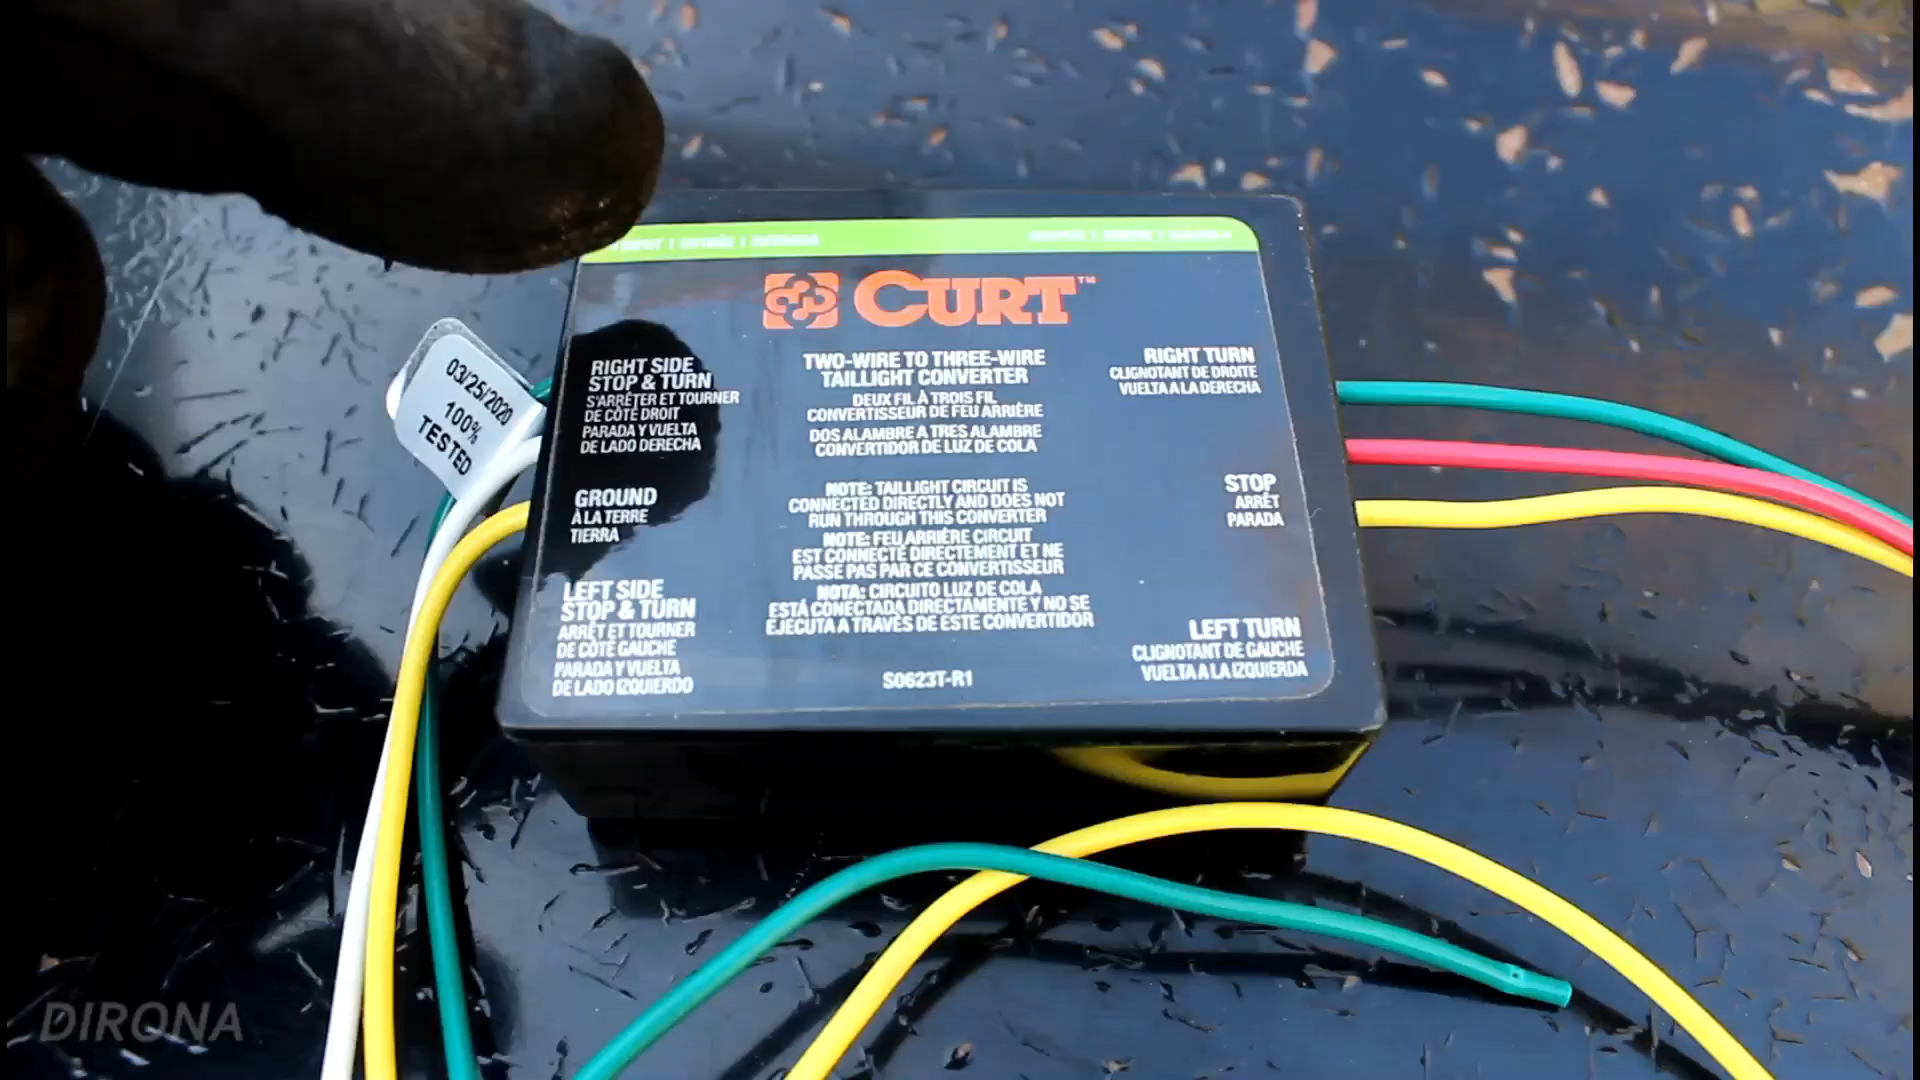 INPUT | ENTRÉE | ENTRADA
CURT™
RIGHT SIDE
STOP & TURN
S'ARRÊTER ET TOURNER
DE CÔTÉ DROIT
PARADA Y VUELTA
DE LADO DERECHA
GROUND
À LA TERRE
TIERRA
LEFT SIDE
STOP & TURN
ARRÊT ET TOURNER
DE CÔTÉ GAUCHE
PARADA Y VUELTA
DE LADO IZQUIERDO
TWO-WIRE TO THREE-WIRE
TAILLIGHT CONVERTER
DEUX FIL À TROIS FIL
CONVERTISSEUR DE FEU ARRIÈRE
DOS ALAMBRE A TRES ALAMBRE
CONVERTIDOR DE LUZ DE COLA
NOTE: TAILLIGHT CIRCUIT IS
CONNECTED DIRECTLY AND DOES NOT
RUN THROUGH THIS CONVERTER
NOTE: FEU ARRIÈRE CIRCUIT
EST CONNECTÉ DIRECTEMENT ET NE
PASSE PAS PAR CE CONVERTISSEUR
NOTA: CIRCUITO LUZ DE COLA
ESTÁ CONECTADA DIRECTAMENTE Y NO SE
EJECUTA A TRAVÉS DE ESTE CONVERTIDOR
S0623T-R1
RIGHT TURN
CLIGNOTANT DE DROITE
VUELTA A LA DERECHA
STOP
ARRÊT
PARADA
LEFT TURN
CLIGNOTANT DE GAUCHE
VUELTA A LA IZQUIERDA
03/25/2020
100%
TESTED
DIRONA